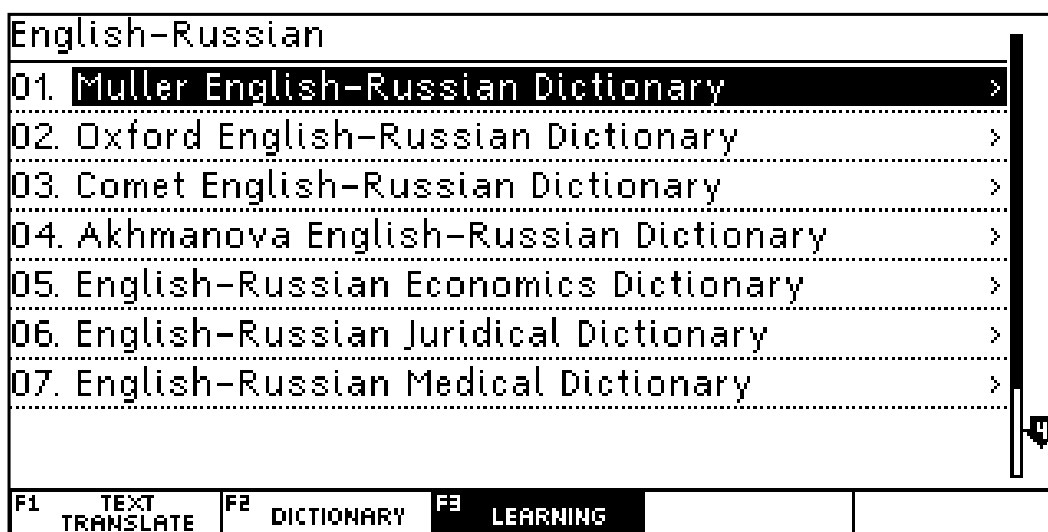 English-Russian
01. Muller English-Russian Dictionary >
02. Oxford English-Russian Dictionary >
03. Comet English-Russian Dictionary >
04. Akhmanova English-Russian Dictionary >
05. English-Russian Economics Dictionary >
06. English-Russian Juridical Dictionary >
07. English-Russian Medical Dictionary >
4
F1 TEXT TRANSLATE F2 DICTIONARY F3 LEARNING